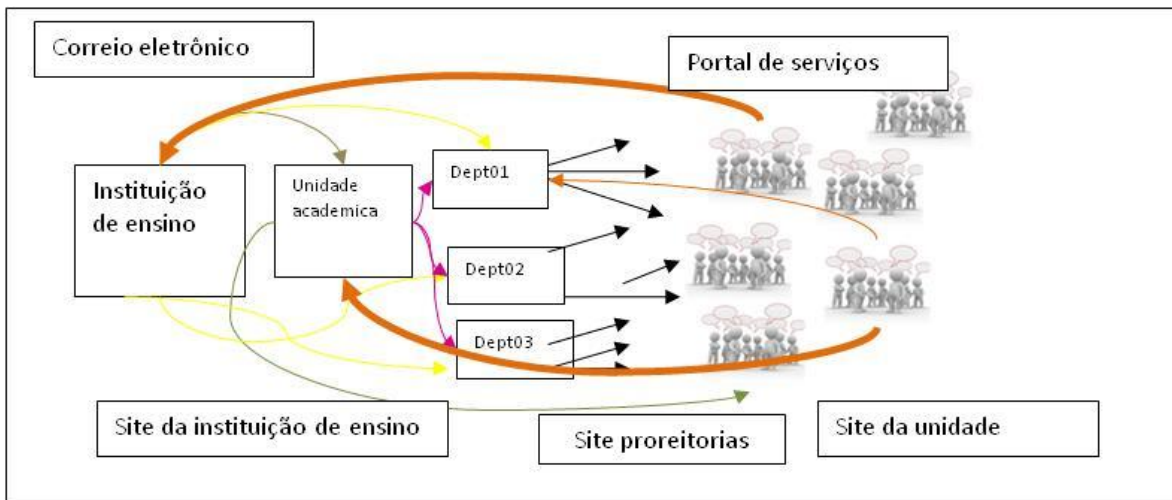 Correio eletrônico
Portal de serviços
Instituição
de ensino
Unidade
academica
Dept01
Dept02
Dept03
Site da instituição de ensino
Site proreitorias
Site da unidade